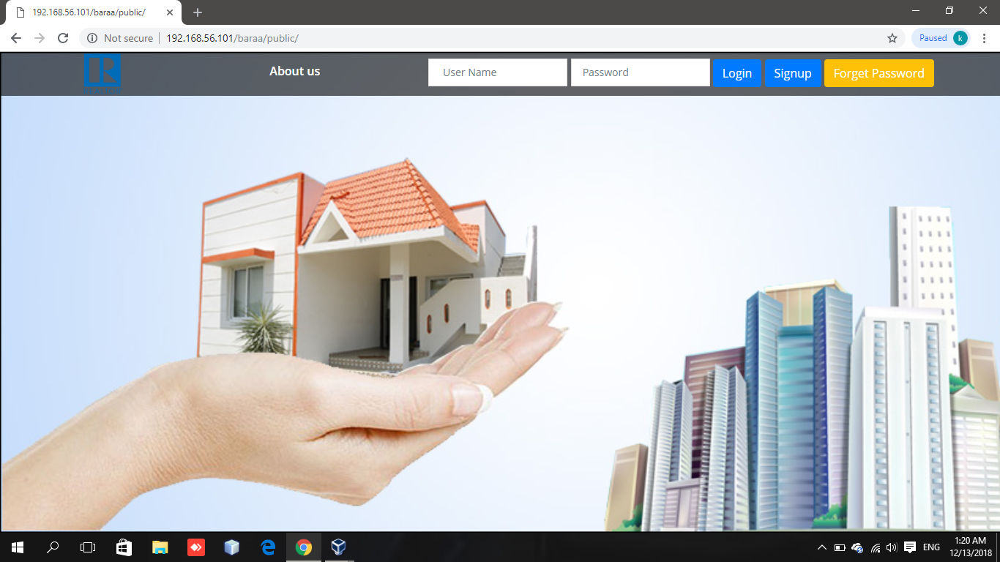 192.168.56.101/baraa/public/
Not secure
192.168.56.101/baraa/public/
Paused
k
R
About us
User Name
Password
Login
Signup
Forget Password
ENG
1:20 AM
12/13/2018